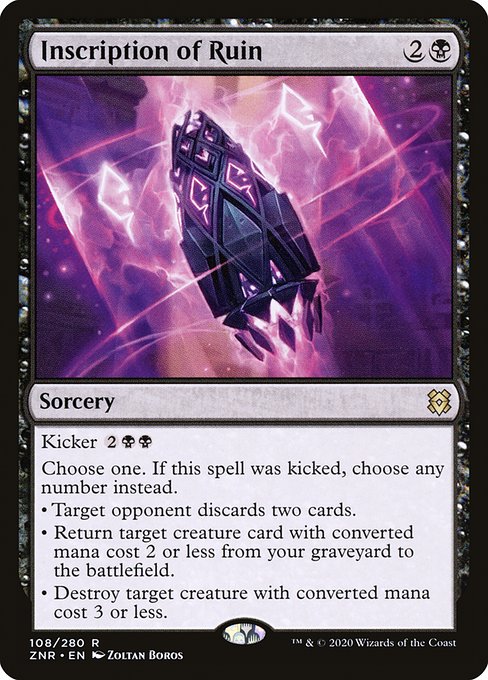 Inscription of Ruin 2
Sorcery
Kicker 2
Choose one. If this spell was kicked, choose any
number instead.
• Target opponent discards two cards.
• Return target creature card with converted
mana cost 2 or less from your graveyard to
the battlefield.
• Destroy target creature with converted mana
cost 3 or less.
108/280 R
ZNR • EN Zoltan Boros
™ & © 2020 Wizards of the Coast